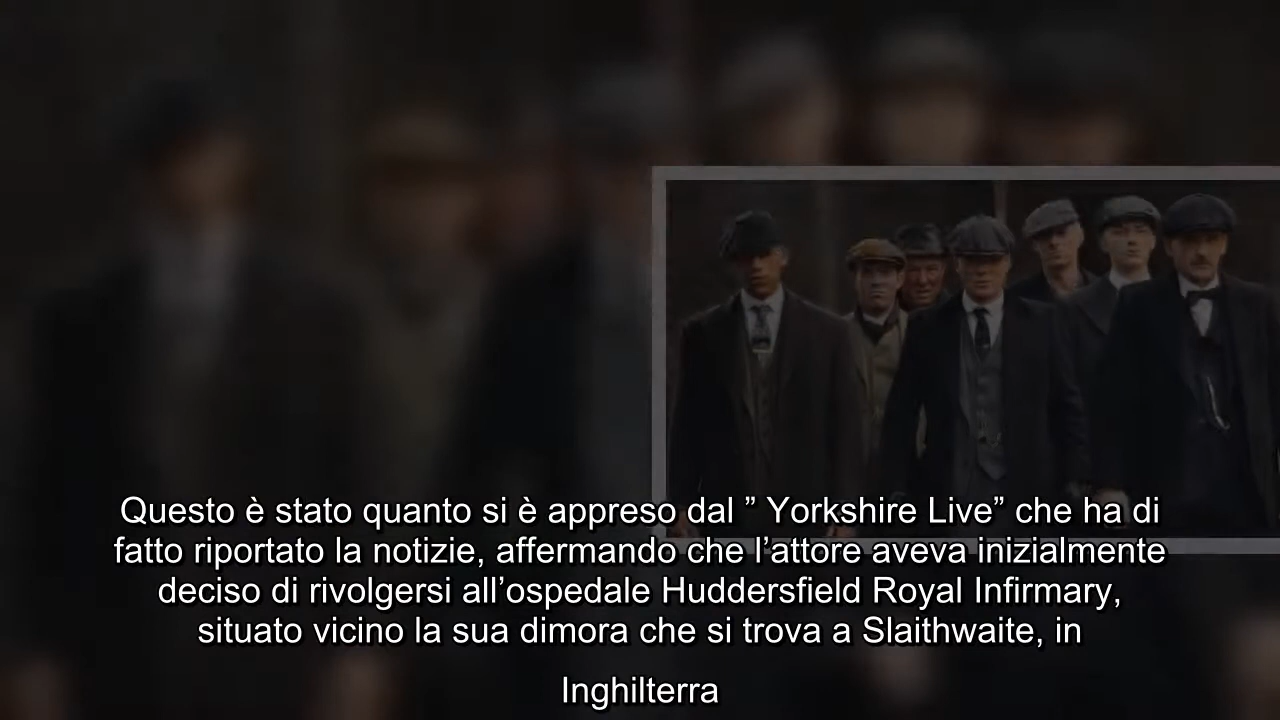 Questo è stato quanto si è appreso dal ” Yorkshire Live” che ha di
fatto riportato la notizie, affermando che l’attore aveva inizialmente
deciso di rivolgersi all’ospedale Huddersfield Royal Infirmary,
situato vicino la sua dimora che si trova a Slaithwaite, in
Inghilterra